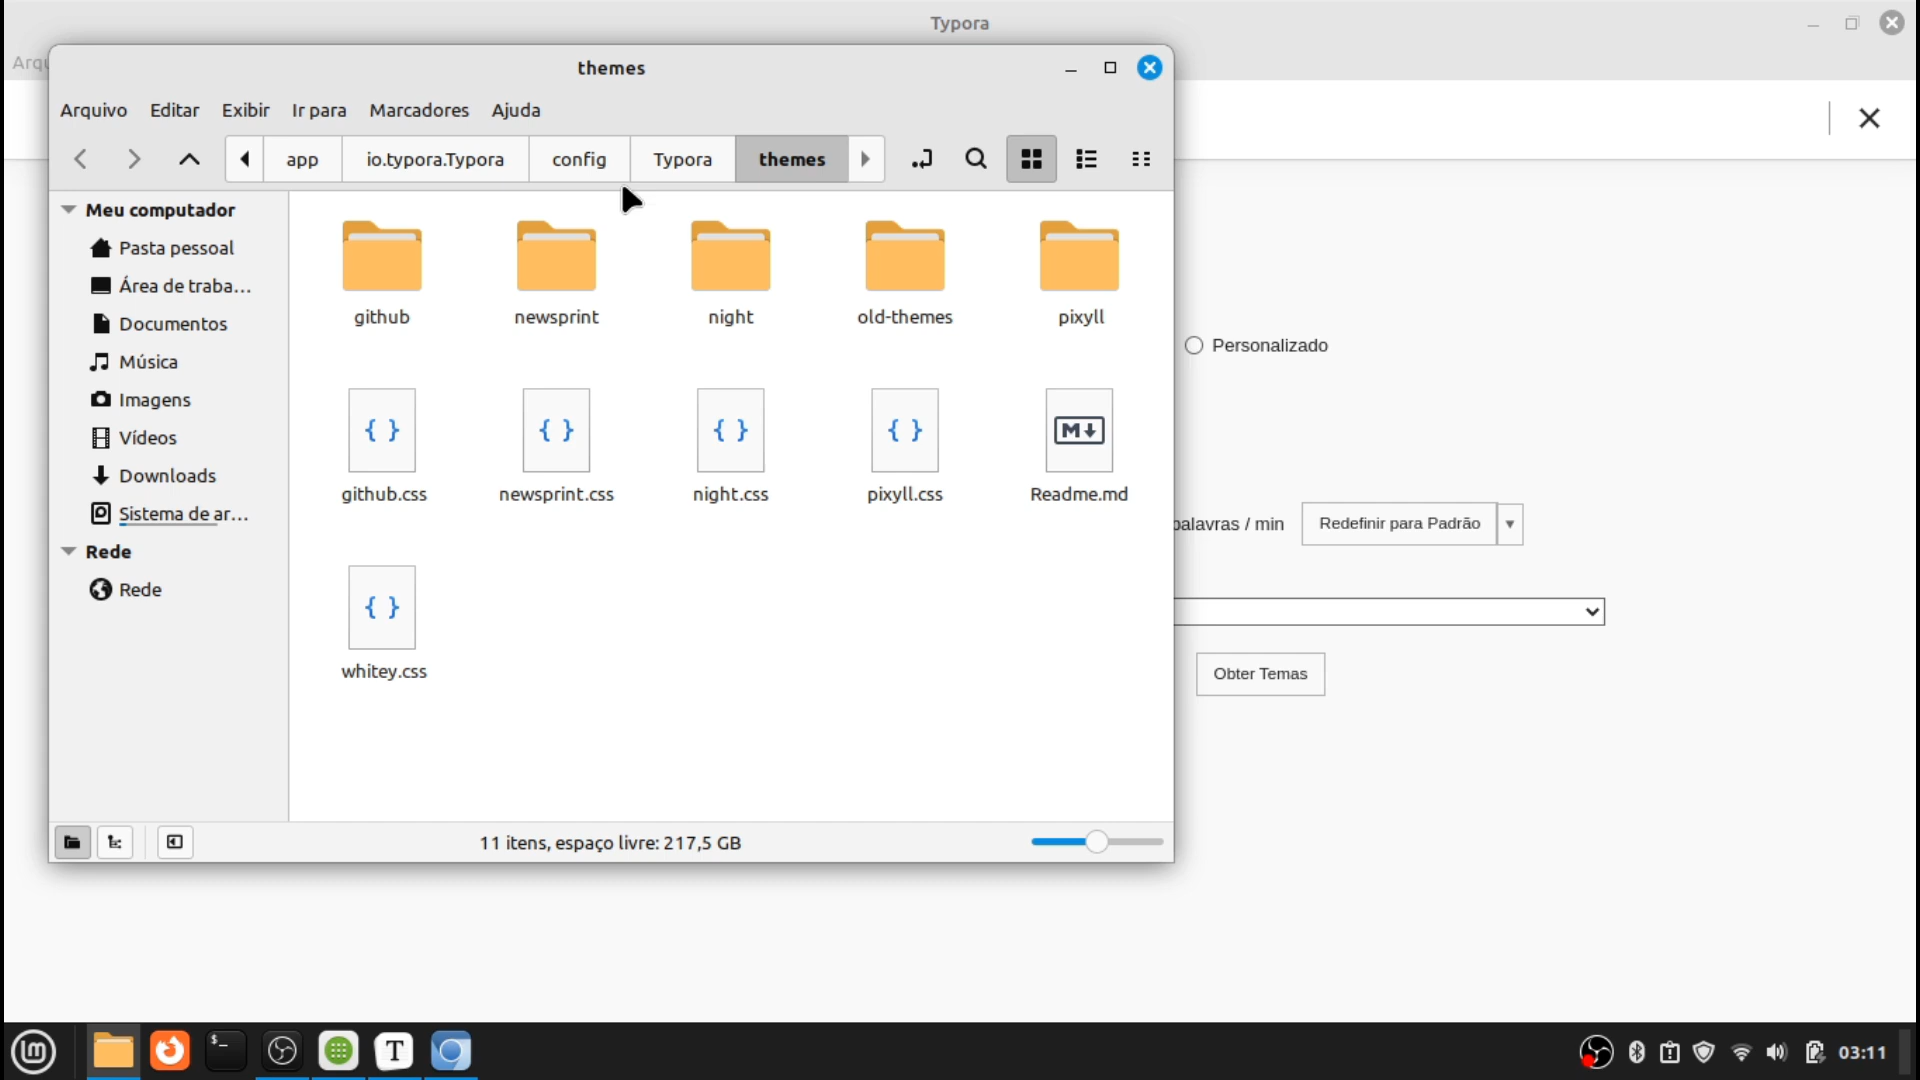 Typora
Arqu
themes
Arquivo Editar Exibir Ir para Marcadores Ajuda
app io.typora.Typora config Typora themes
Meu computador
Pasta pessoal
Área de traba...
Documentos
Música
Imagens
Vídeos
Downloads
Sistema de ar...
Rede
Rede
github newsprint night old-themes pixyll
{ } { } { } { } M
github.css newsprint.css night.css pixyll.css Readme.md
{ }
whitey.css
11 itens, espaço livre: 217,5 GB
Personalizado
palavras / min Redefinir para Padrão
Obter Temas
lm $_ T 03:11